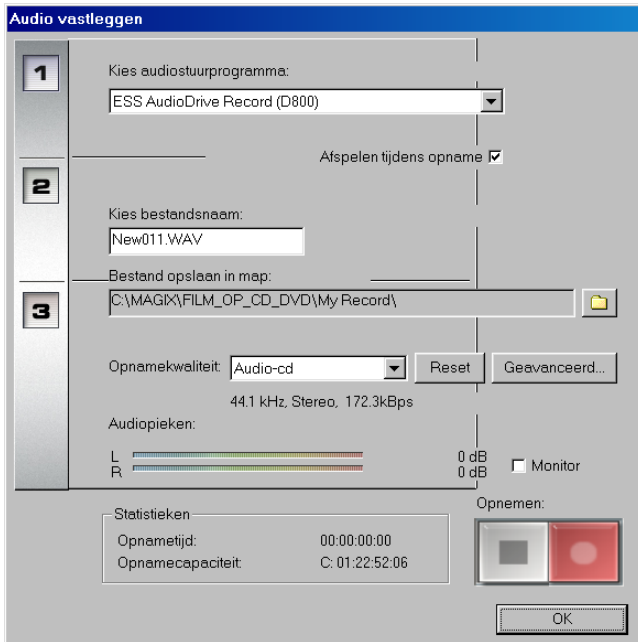 Audio vastleggen
1
Kies audiostuurprogramma:
ESS AudioDrive Record (D800)
Afspelen tijdens opname
2
Kies bestandsnaam:
New011.WAV
Bestand opslaan in map:
3
C:\MAGIX\FILM_OP_CD_DVD\My Record\
Opnamekwaliteit: Audio-cd Reset Geavanceerd...
44.1 kHz, Stereo, 172.3kBps
Audiopieken:
L 0 dB
R 0 dB
Monitor
Opnemen:
Statistieken
Opnametijd: 00:00:00:00
Opnamecapaciteit: C: 01:22:52:06
OK